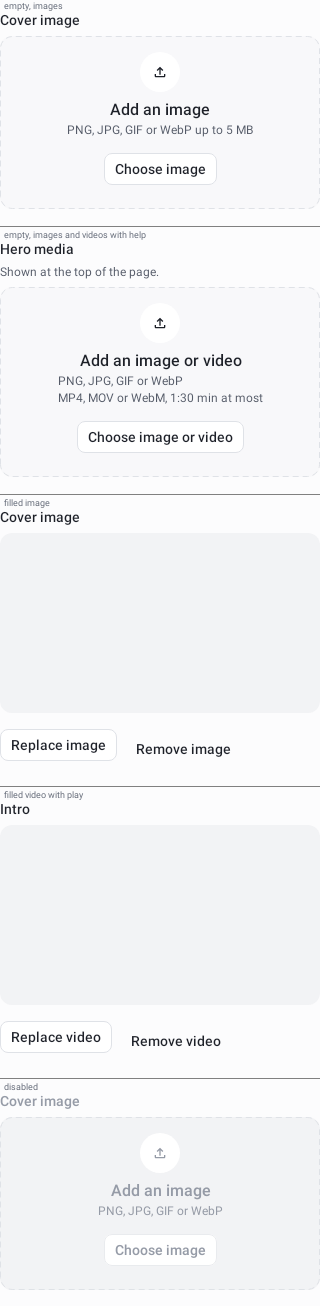 empty, images
Cover image
Add an image
PNG, JPG, GIF or WebP up to 5 MB
Choose image
empty, images and videos with help
Hero media
Shown at the top of the page.
Add an image or video
PNG, JPG, GIF or WebP
MP4, MOV or WebM, 1:30 min at most
Choose image or video
filled image
Cover image
Replace image
Remove image
filled video with play
Intro
Replace video
Remove video
disabled
Cover image
Add an image
PNG, JPG, GIF or WebP
Choose image